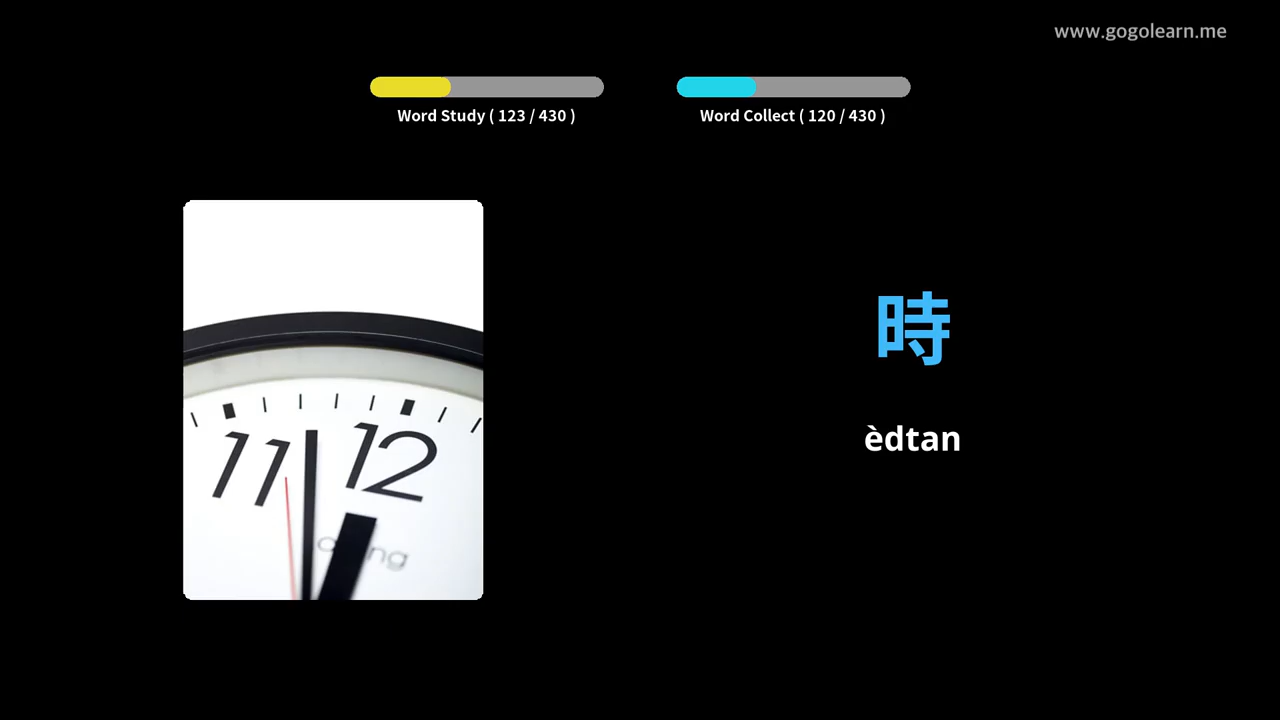 www.gogolearn.me
Word Study ( 123 / 430 )
Word Collect ( 120 / 430 )
11 12
時
èdtan